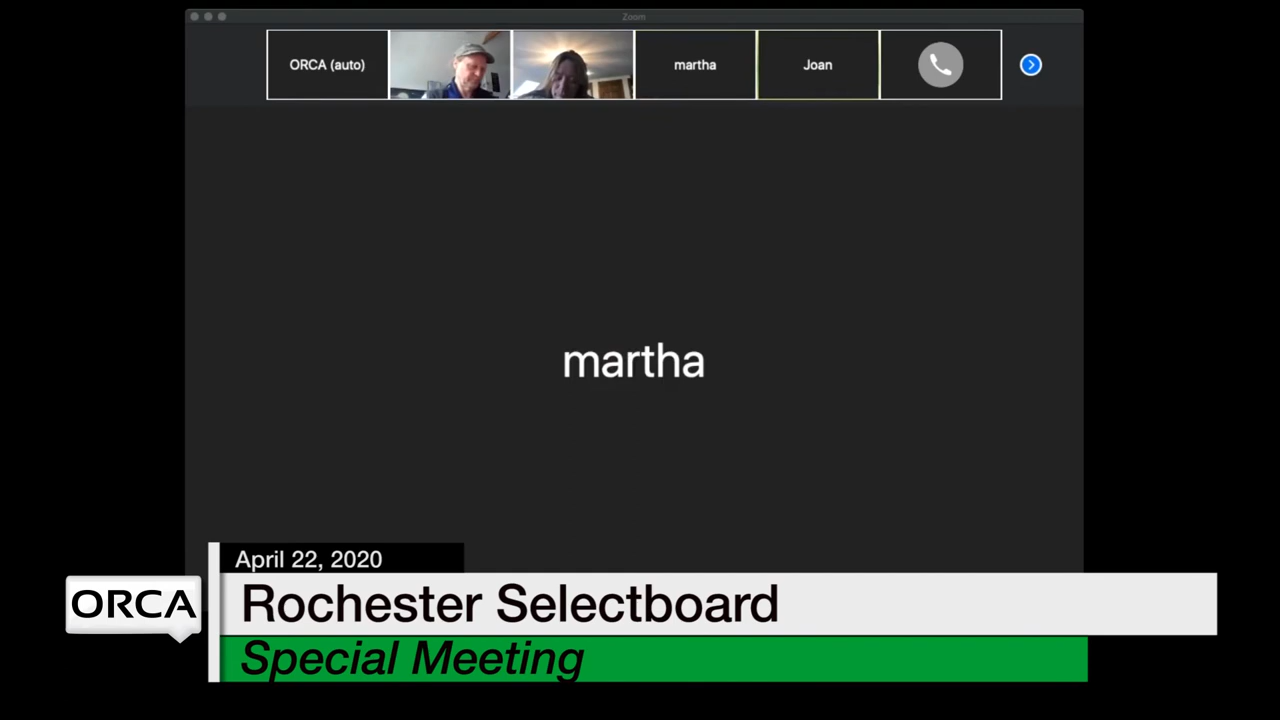 Zoom
ORCA (auto)
martha
Joan
martha
April 22, 2020
ORCA
Rochester Selectboard
Special Meeting